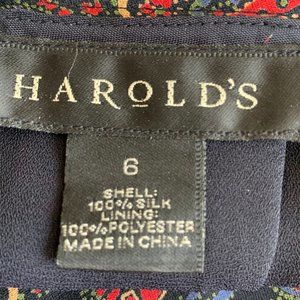 HAROLD'S
6
SHELL:
100% SILK
LINING:
100% POLYESTER
MADE IN CHINA